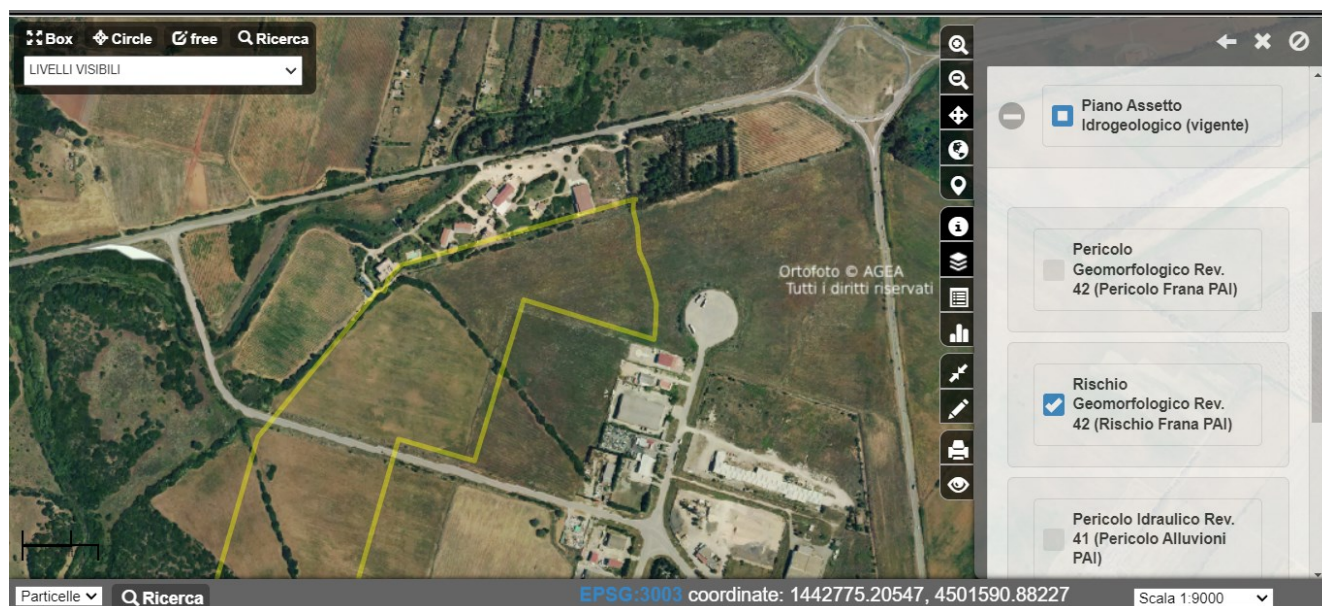 Box Circle free Ricerca
LIVELLI VISIBILI
Ortofoto © AGEA
Tutti i diritti riservati
Piano Assetto
Idrogeologico (vigente)
Pericolo
Geomorfologico Rev.
42 (Pericolo Frana PAI)
Rischio
Geomorfologico Rev.
42 (Rischio Frana PAI)
Pericolo Idraulico Rev.
41 (Pericolo Alluvioni
PAI)
Particelle Ricerca EPSG:3003 coordinate: 1442775.20547, 4501590.88227 Scala 1:9000